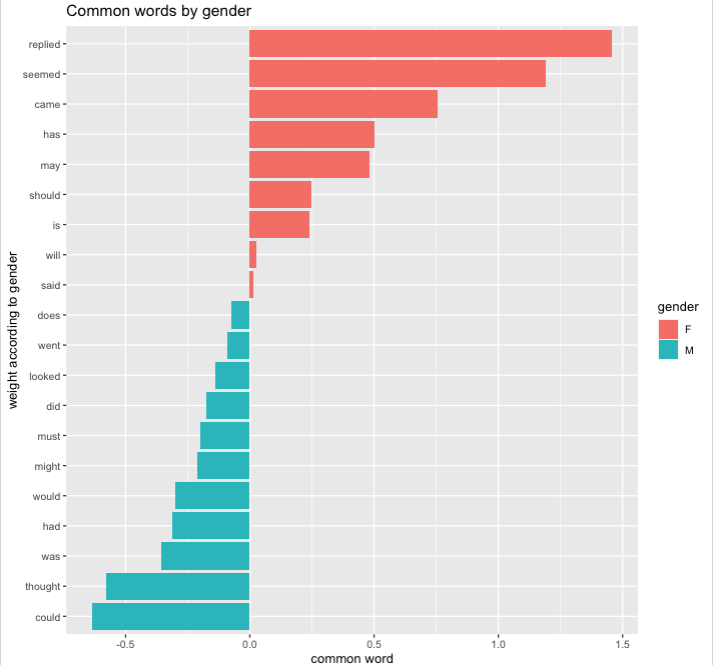 Common words by gender
replied
seemed
came
has
may
should
is
will
said
does
went
looked
did
must
might
would
had
was
thought
could
weight according to gender
-0.5 0.0 0.5 1.0 1.5
common word
gender
F
M